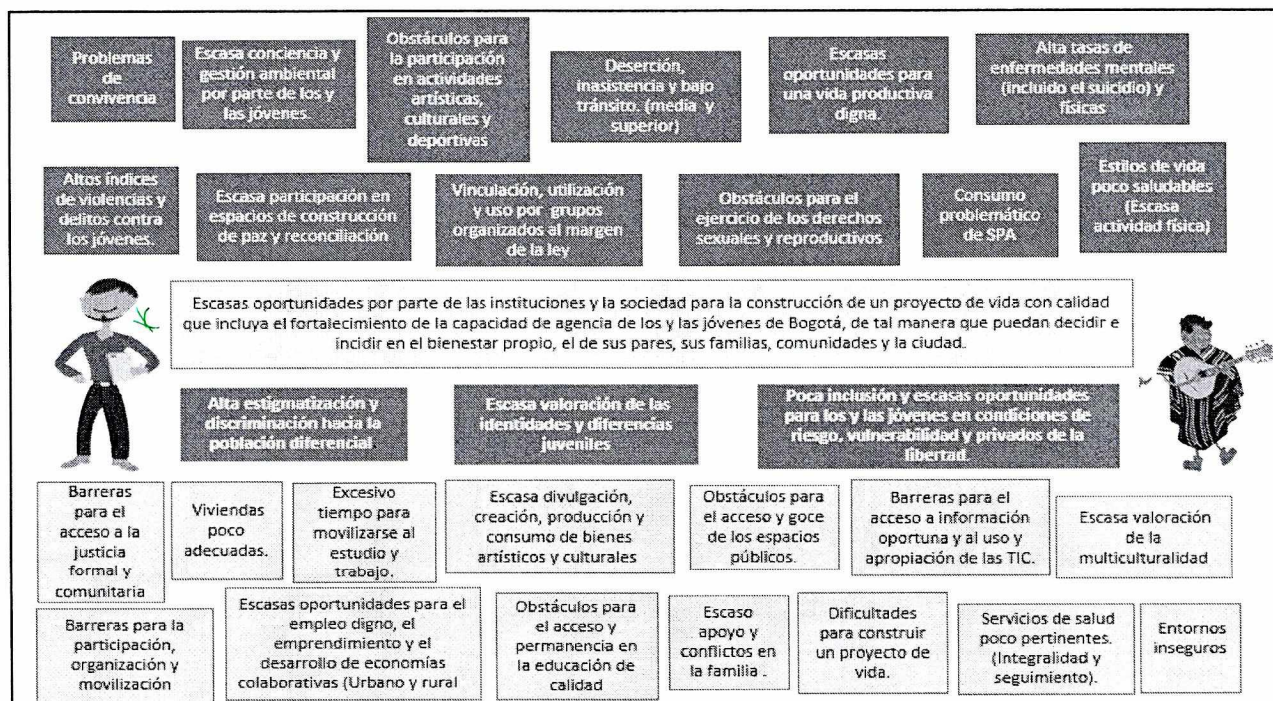 Problemas de
convivencia
Escasa conciencia y
gestión ambiental
por parte de los y
las jóvenes.
Obstáculos para
la participación
en actividades
artísticas,
culturales y
deportivas
Deserción,
inasistencia y bajo
tránsito. (media y
superior)
Escasas
oportunidades para
una vida productiva
digna.
Alta tasas de
enfermedades mentales
(incluido el suicidio) y
físicas
Altos índices
de violencias y
delitos contra
los jóvenes.
Escasa participación en
espacios de construcción
de paz y reconciliación
Vinculación, utilización
y uso por grupos
organizados al margen
de la ley
Obstáculos para el
ejercicio de los derechos
sexuales y reproductivos
Consumo
problemático
de SPA
Estilos de vida
poco saludables
(Escasa
actividad física)
Escasas oportunidades por parte de las instituciones y la sociedad para la construcción de un proyecto de vida con calidad
que incluya el fortalecimiento de la capacidad de agencia de los y las jóvenes de Bogotá, de tal manera que puedan decidir e
incidir en el bienestar propio, el de sus pares, sus familias, comunidades y la ciudad.
Alta estigmatización y
discriminación hacia la
población diferencial.
Escasa valoración de las
identidades y diferencias
juveniles
Poca inclusión y escasas oportunidades
para los y las jóvenes en condiciones de
riesgo, vulnerabilidad y privados de la
libertad.
Barreras
para el
acceso a la
justicia
formal y
comunitaria
Viviendas
poco
adecuadas.
Excesivo
tiempo para
movilizarse al
estudio y
trabajo.
Escasa divulgación,
creación, producción y
consumo de bienes
artísticos y culturales
Obstáculos para
el acceso y goce
de los espacios
públicos.
Barreras para el
acceso a información
oportuna y al uso y
apropiación de las TIC.
Escasa valoración
de la
multiculturalidad
Barreras para la
participación,
organización y
movilización
Escasas oportunidades para el
empleo digno, el
emprendimiento y el
desarrollo de economías
colaborativas (Urbano y rural
Obstáculos para
el acceso y
permanencia en
la educación de
calidad
Escaso
apoyo y
conflictos en
la familia .
Dificultades
para construir
un proyecto de
vida.
Servicios de salud
poco pertinentes.
(Integralidad y
seguimiento).
Entornos
inseguros